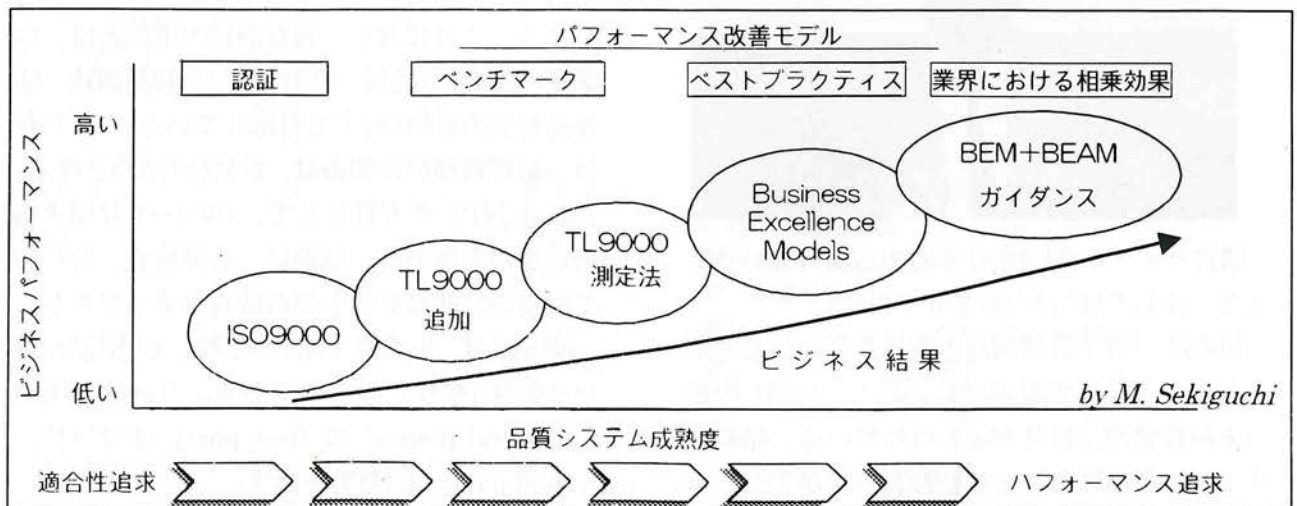 パフォーマンス改善モデル
認証
ベンチマーク
ベストプラクティス
業界における相乗効果
ビジネスパフォーマンス
高い
低い
BEM+BEAM
ガイダンス
Business
Excellence
Models
TL9000
測定法
TL9000
追加
ISO9000
ビジネス結果
by M. Sekiguchi
品質システム成熟度
適合性追求
パフォーマンス追求